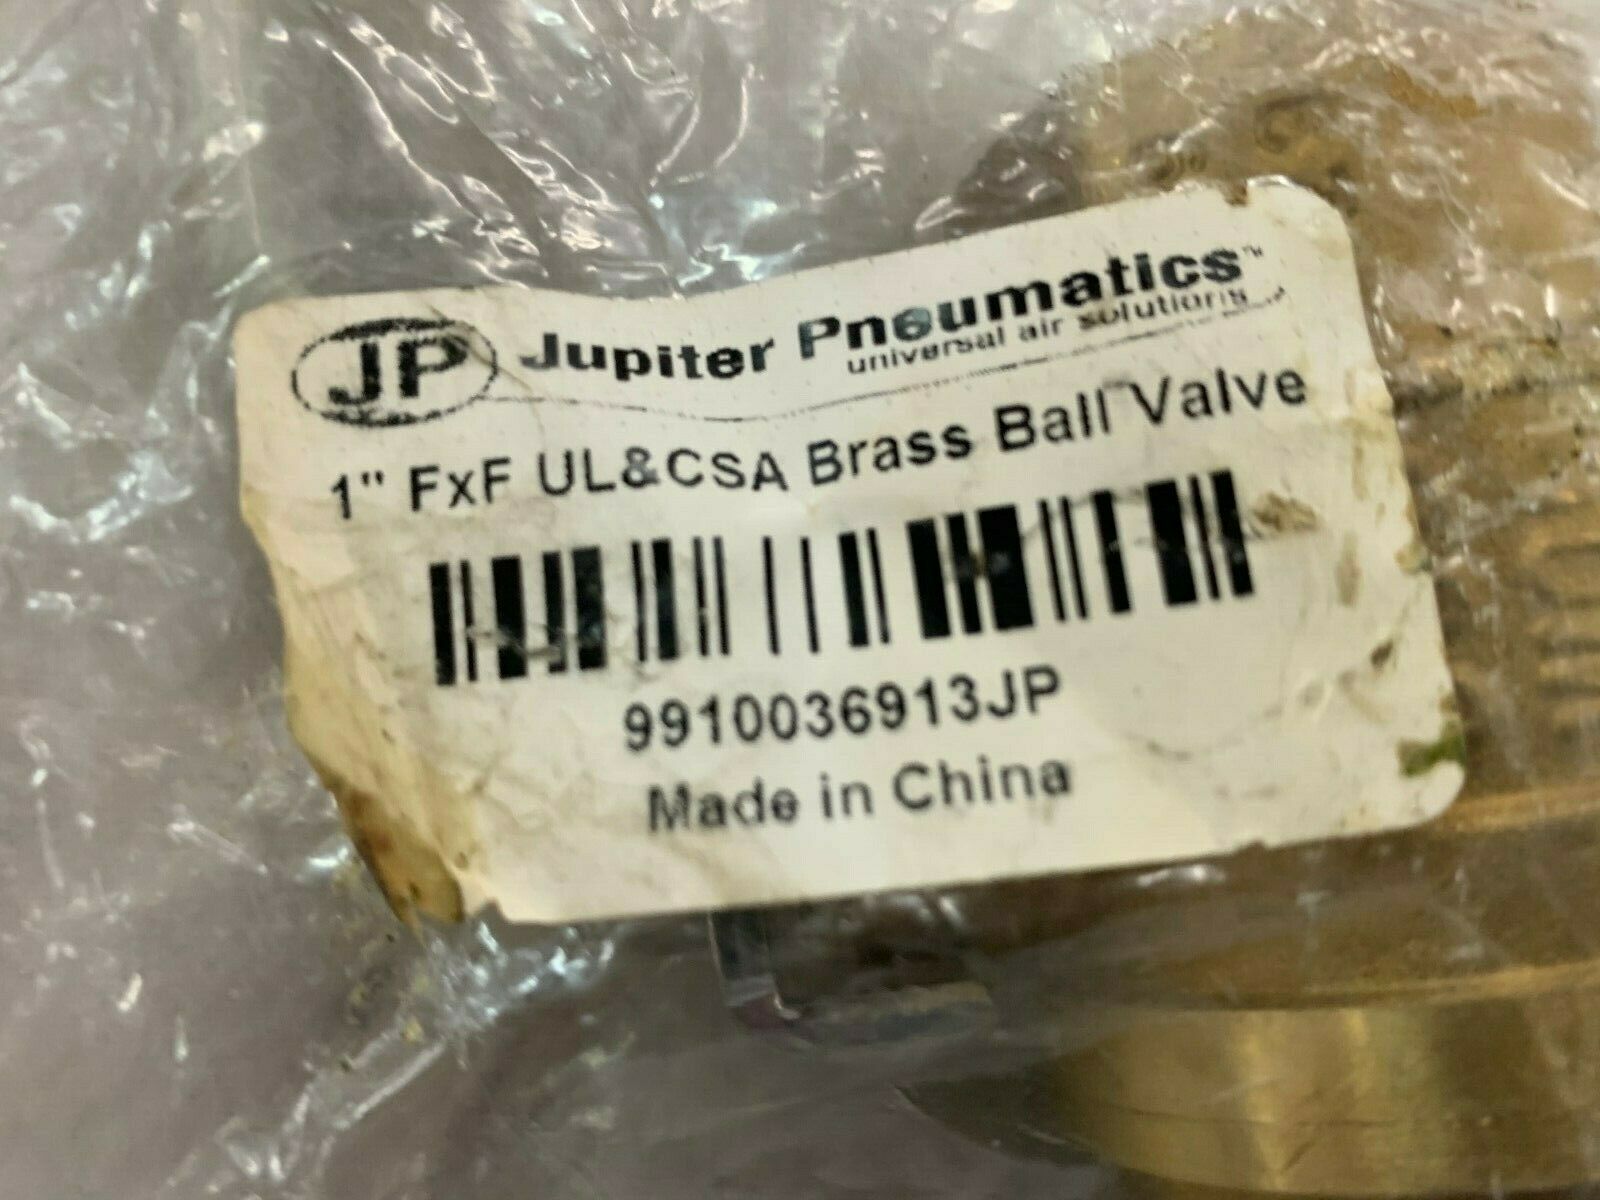 JP Jupiter Pneumatics™
universal air solutions
1" FxF UL&CSA Brass Ball Valve
9910036913JP
Made in China